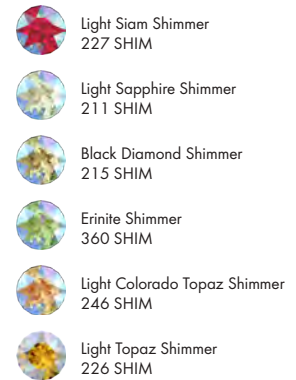 Light Siam Shimmer
227 SHIM
Light Sapphire Shimmer
211 SHIM
Black Diamond Shimmer
215 SHIM
Erinite Shimmer
360 SHIM
Light Colorado Topaz Shimmer
246 SHIM
Light Topaz Shimmer
226 SHIM